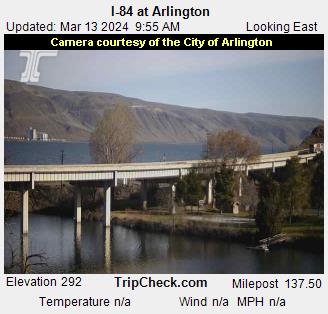 I-84 at Arlington
Updated: Mar 13 2024 9:55 AM Looking East
Camera courtesy of the City of Arlington
Elevation 292 TripCheck.com Milepost 137.50
Temperature n/a Wind n/a MPH n/a